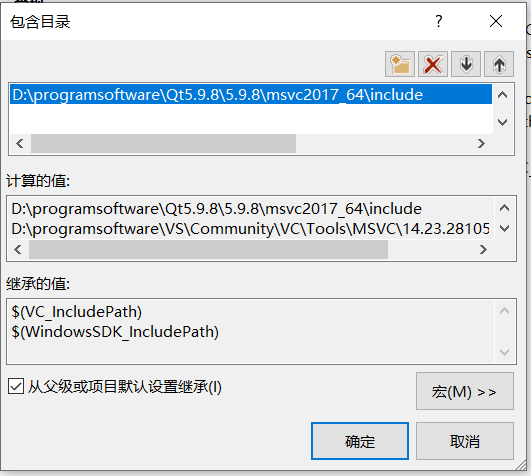 包含目录
D:\programsoftware\Qt5.9.8\5.9.8\msvc2017_64\include
计算的值:
D:\programsoftware\Qt5.9.8\5.9.8\msvc2017_64\include
D:\programsoftware\VS\Community\VC\Tools\MSVC\14.23.28105
继承的值:
$(VC_IncludePath)
$(WindowsSDK_IncludePath)
从父级或项目默认设置继承(I)
宏(M) >>
确定
取消